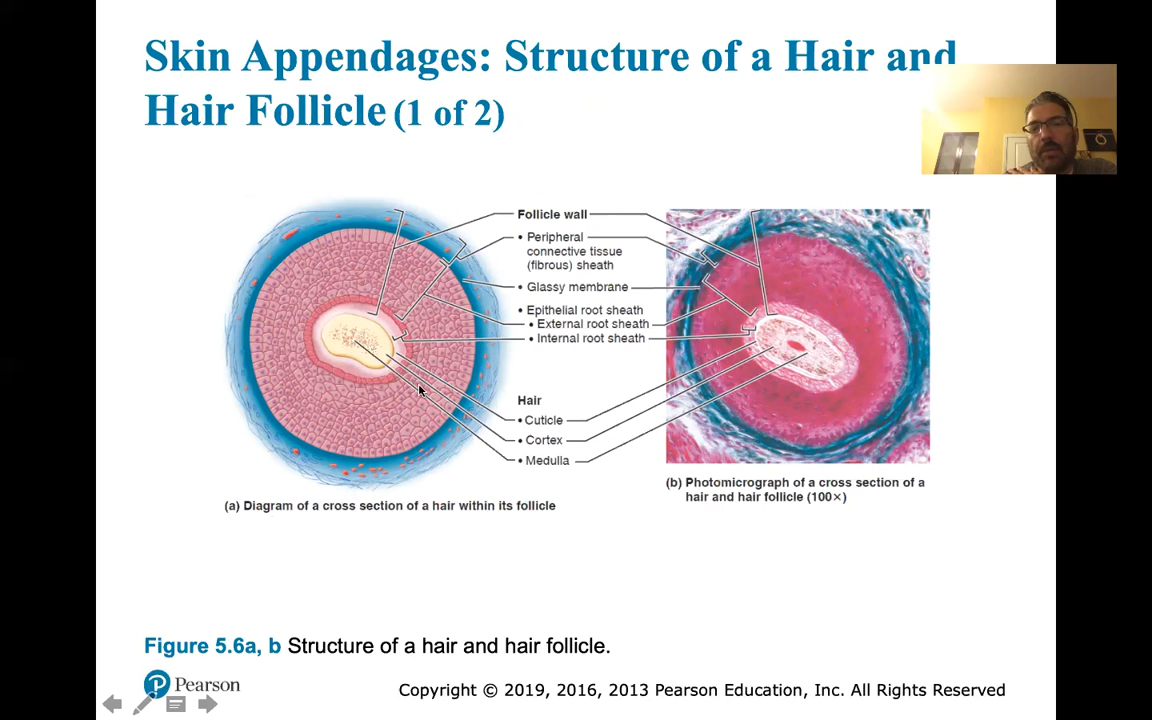 Skin Appendages: Structure of a Hair and
Hair Follicle (1 of 2)
Follicle wall
• Peripheral
connective tissue
(fibrous) sheath
• Glassy membrane
• Epithelial root sheath
• External root sheath
• Internal root sheath
Hair
• Cuticle
• Cortex
• Medulla
(a) Diagram of a cross section of a hair within its follicle
(b) Photomicrograph of a cross section of a
hair and hair follicle (100×)
Figure 5.6a, b Structure of a hair and hair follicle.
P Pearson
Copyright © 2019, 2016, 2013 Pearson Education, Inc. All Rights Reserved